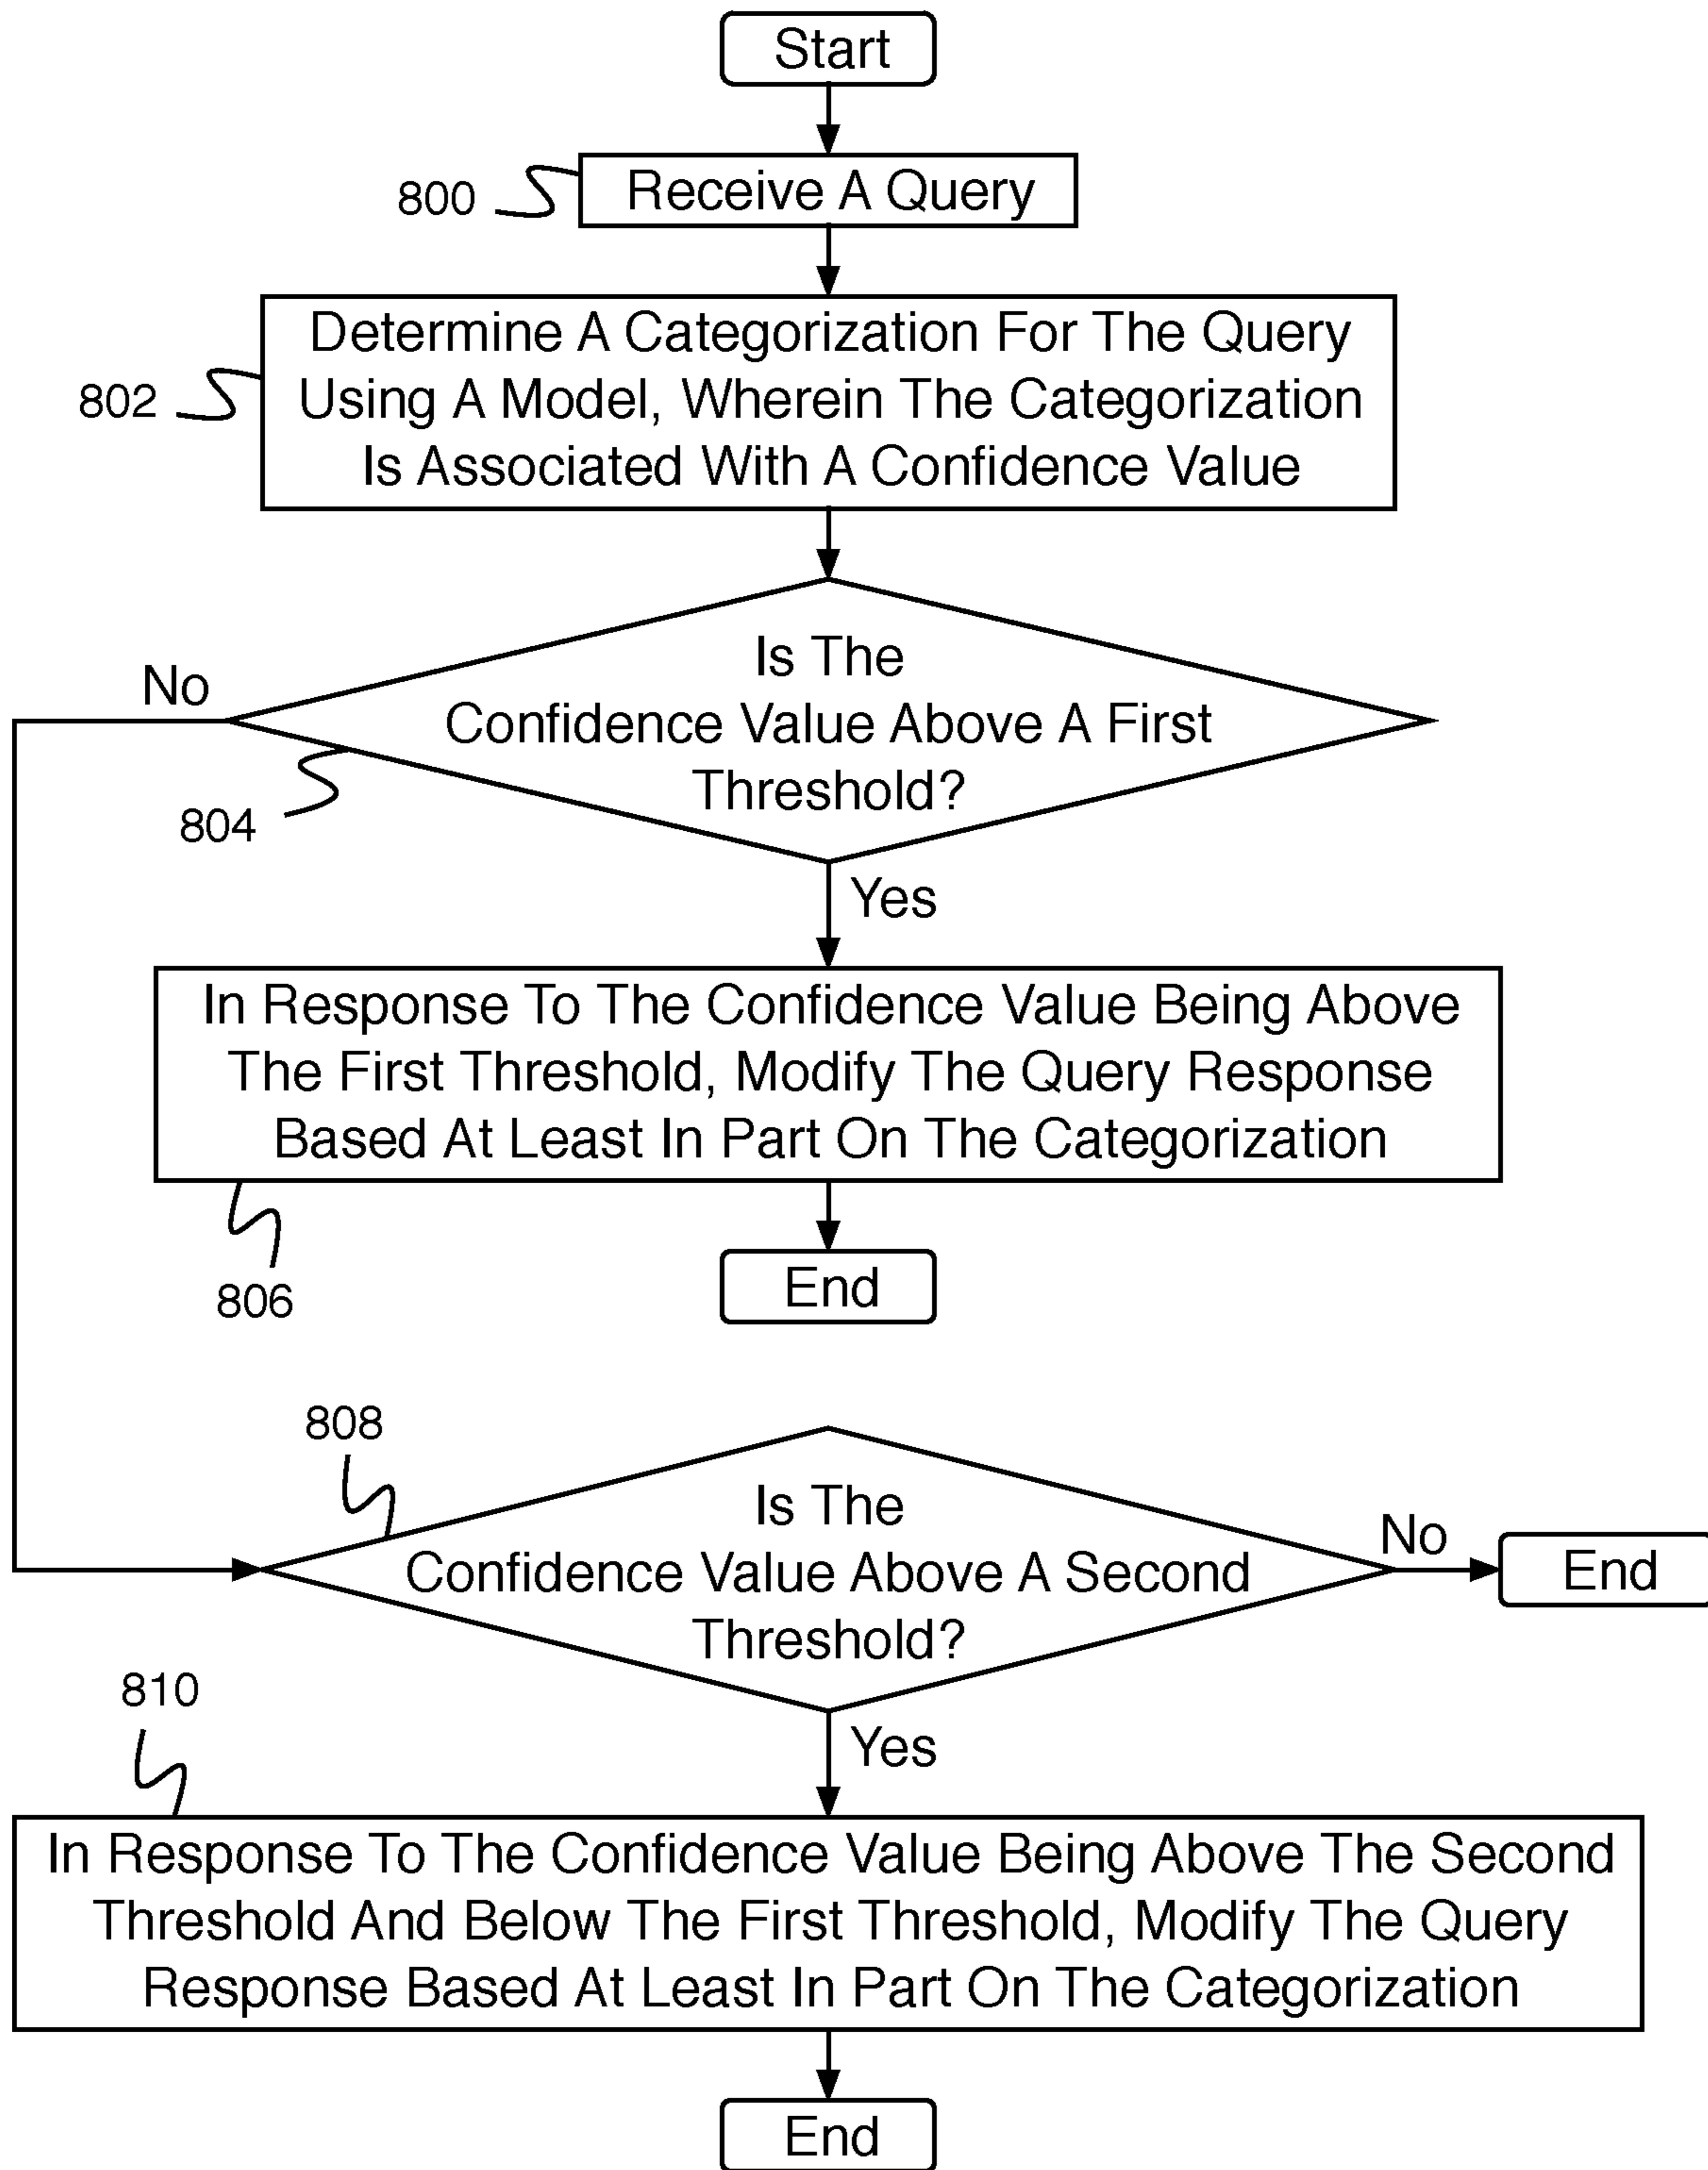 Start
800
Receive A Query
802
Determine A Categorization For The Query
Using A Model, Wherein The Categorization
Is Associated With A Confidence Value
No
Is The
Confidence Value Above A First
Threshold?
804
Yes
In Response To The Confidence Value Being Above
The First Threshold, Modify The Query Response
Based At Least In Part On The Categorization
806
End
808
Is The
Confidence Value Above A Second
Threshold?
No
End
810
Yes
In Response To The Confidence Value Being Above The Second
Threshold And Below The First Threshold, Modify The Query
Response Based At Least In Part On The Categorization
End